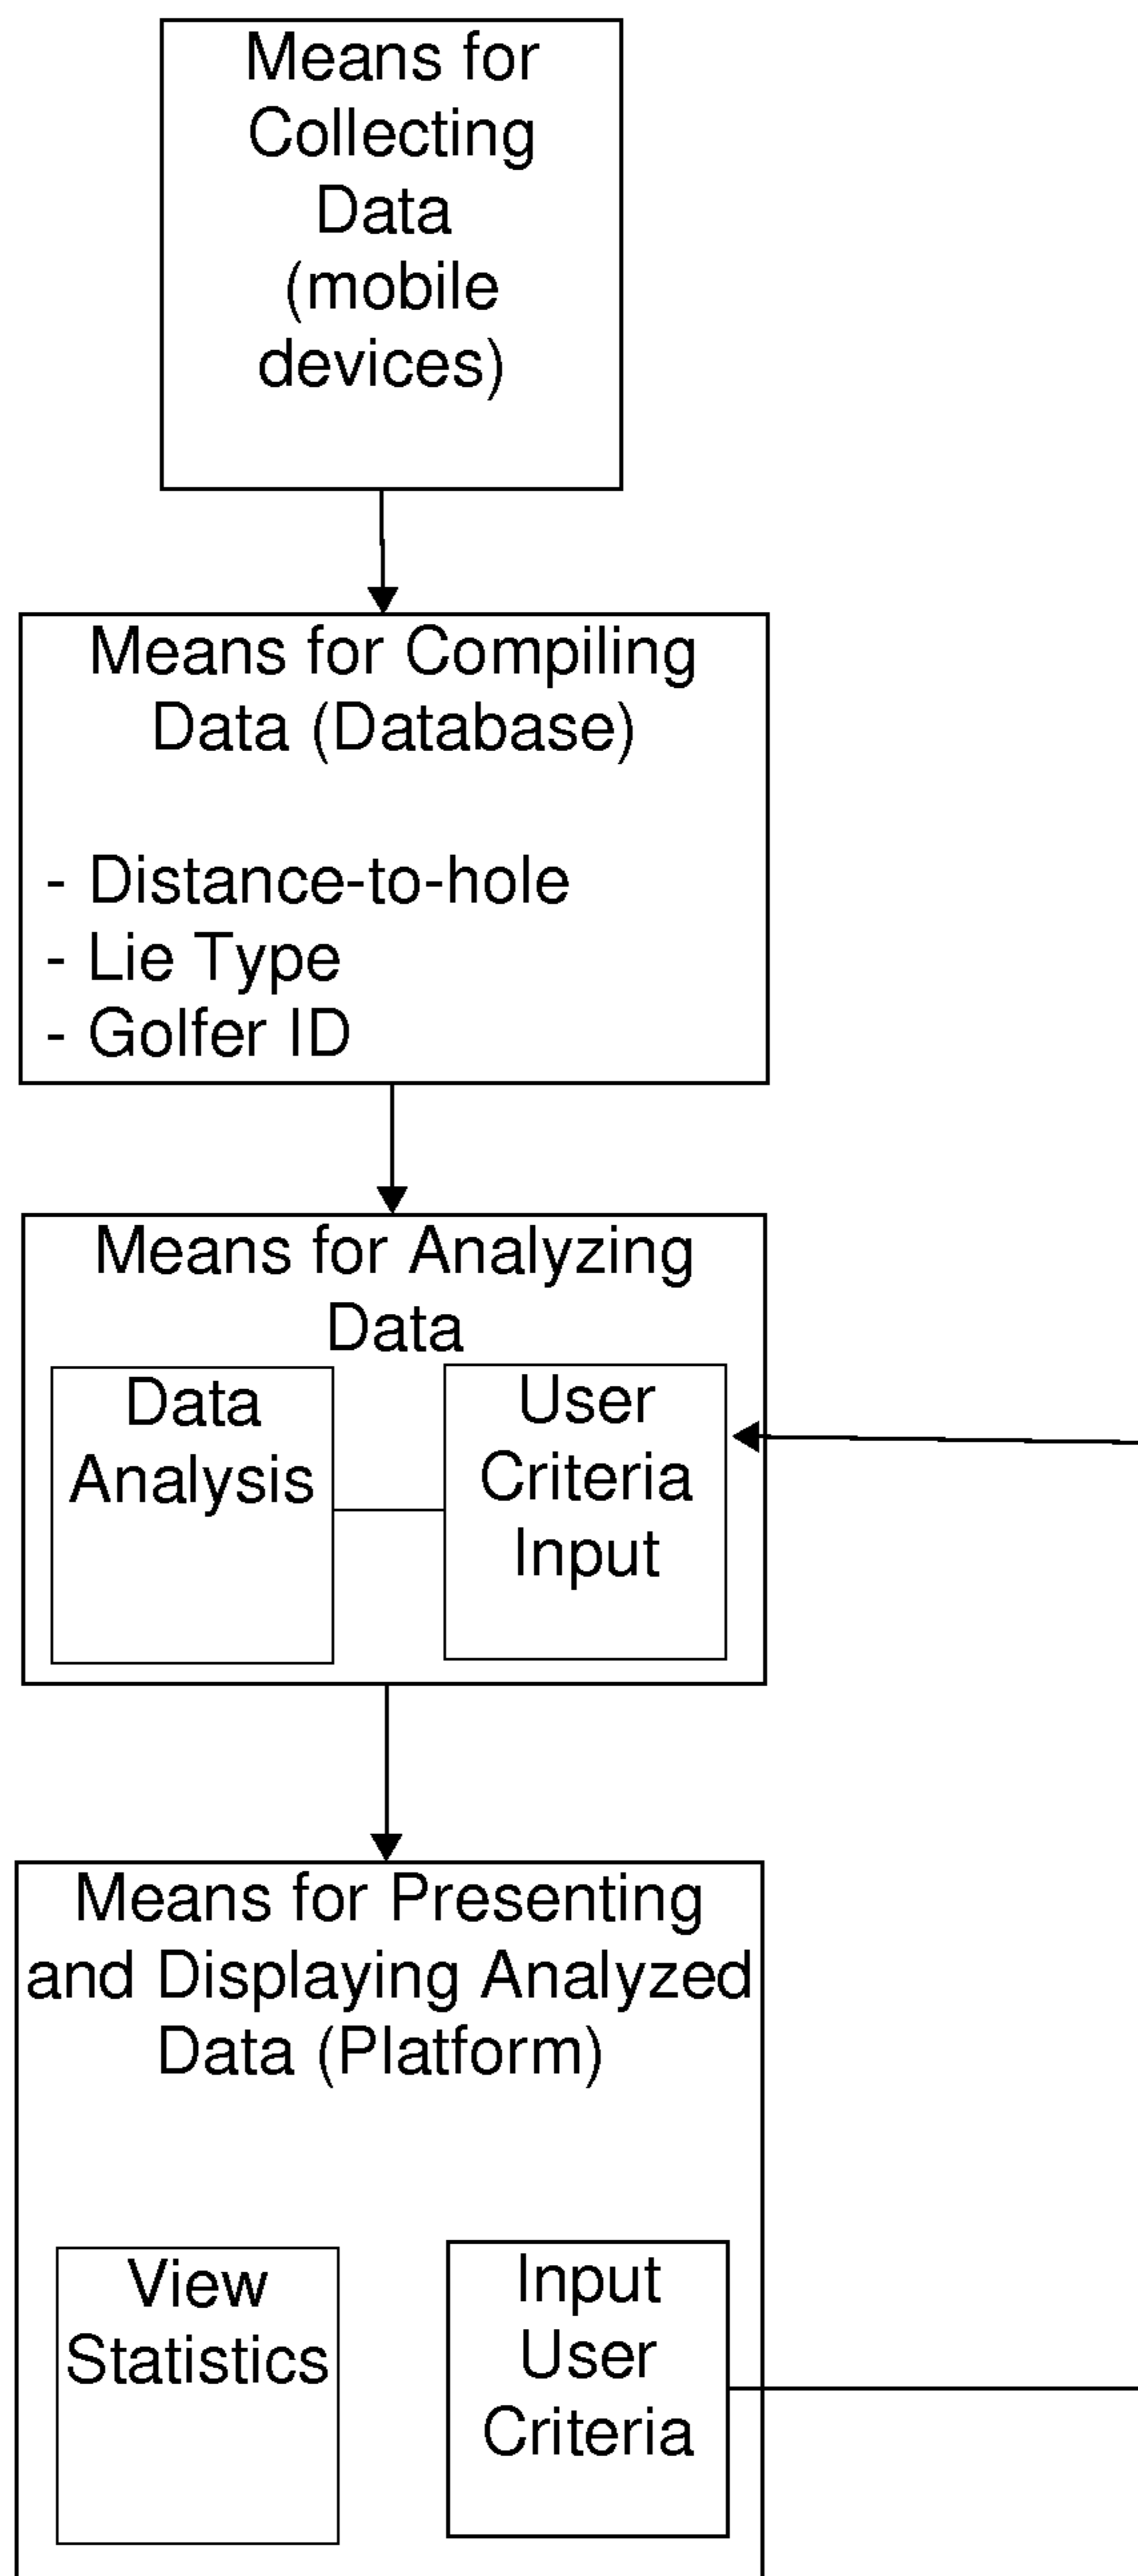 Means for
Collecting
Data
(mobile
devices)
Means for Compiling
Data (Database)
- Distance-to-hole
- Lie Type
- Golfer ID
Means for Analyzing
Data
Data
Analysis
User
Criteria
Input
Means for Presenting
and Displaying Analyzed
Data (Platform)
View
Statistics
Input
User
Criteria